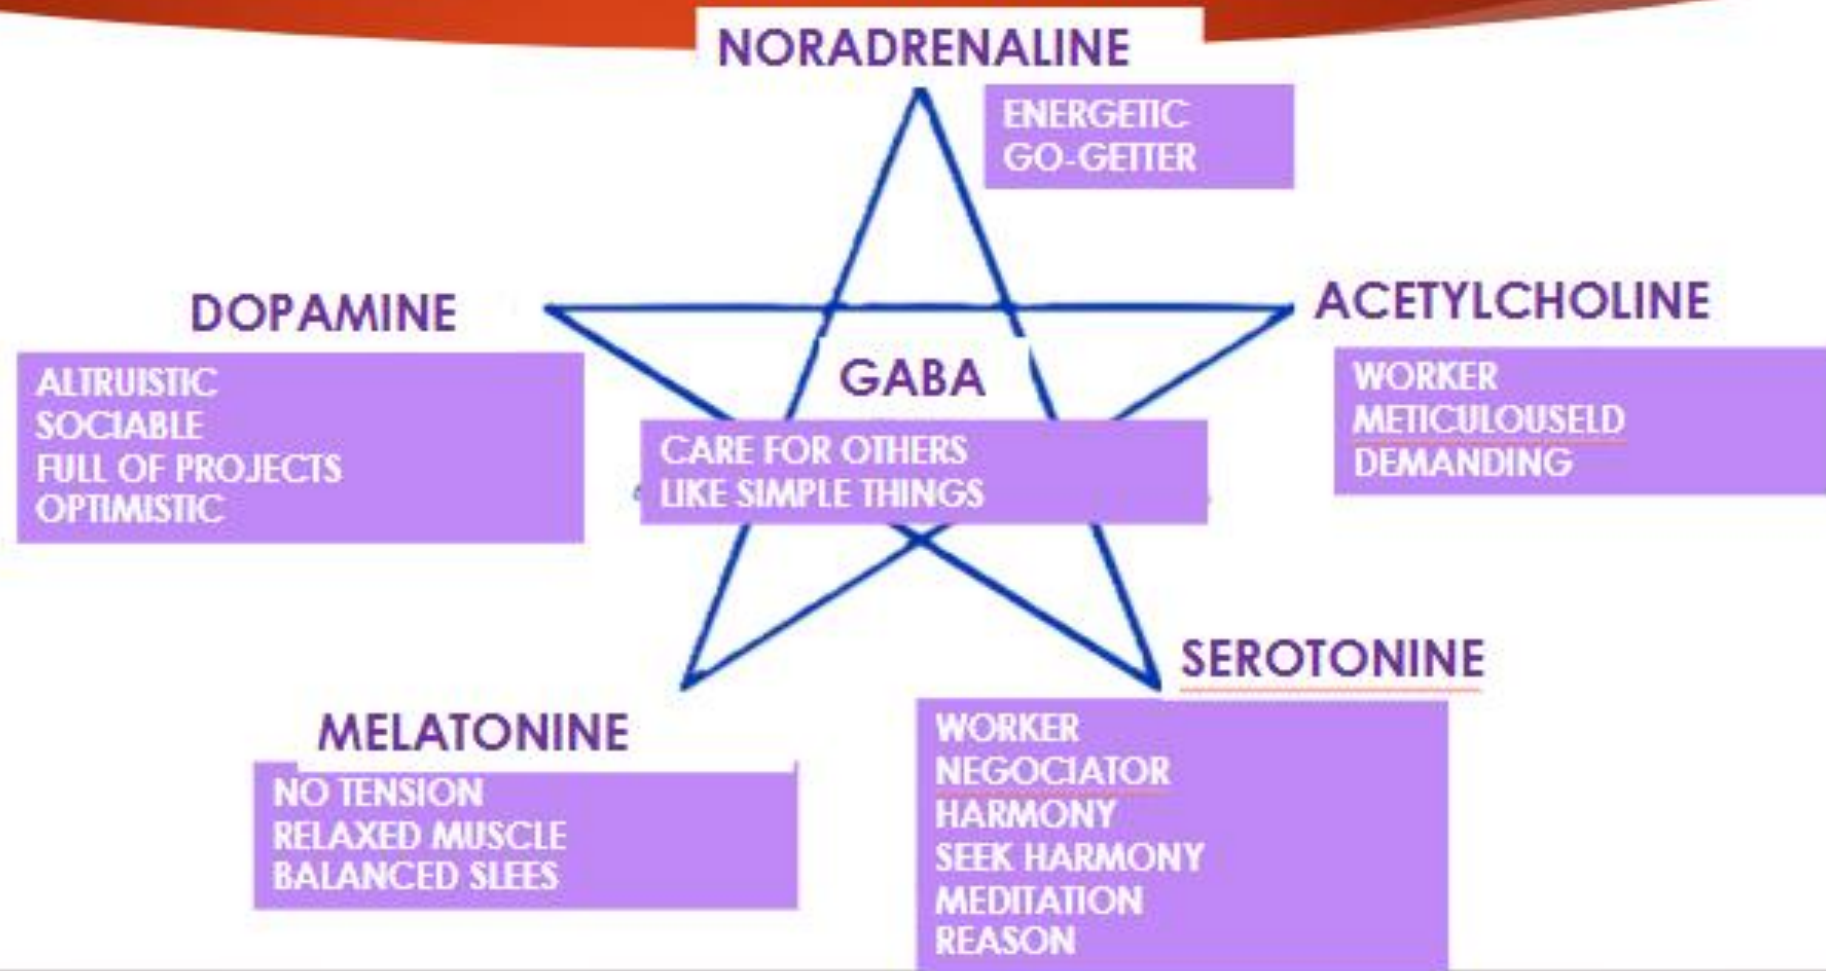 NORADRENALINE
ENERGETIC
GO-GETTER
DOPAMINE
ALTRUISTIC
SOCIABLE
FULL OF PROJECTS
OPTIMISTIC
GABA
CARE FOR OTHERS
LIKE SIMPLE THINGS
ACETYLCHOLINE
WORKER
METICULOUSELD
DEMANDING
MELATONINE
NO TENSION
RELAXED MUSCLE
BALANCED SLEES
SEROTONINE
WORKER
NEGOCIATOR
HARMONY
SEEK HARMONY
MEDITATION
REASON